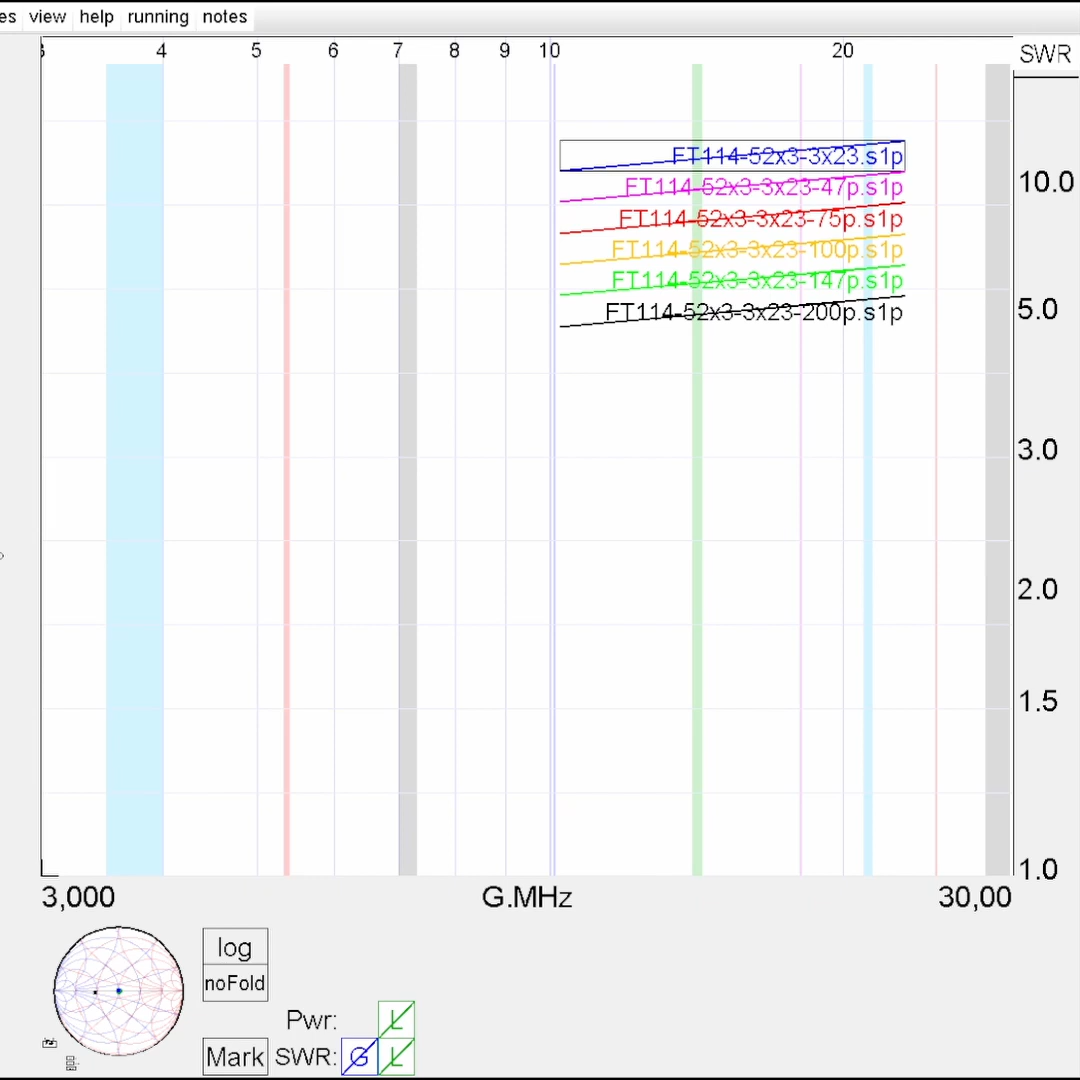 es view help running notes
4 5 6 7 8 9 10 20
SWR
FT114-52x3-3x23.s1p
FT114-52x3-3x23-47p.s1p
10.0
FT114-52x3-3x23-75p.s1p
FT114-52x3-3x23-100p.s1p
FT114-52x3-3x23-147p.s1p
5.0
FT114-52x3-3x23-200p.s1p
3.0
2.0
1.5
1.0
3,000 G.MHz 30,00
log
noFold
Pwr: L
Mark SWR: G L